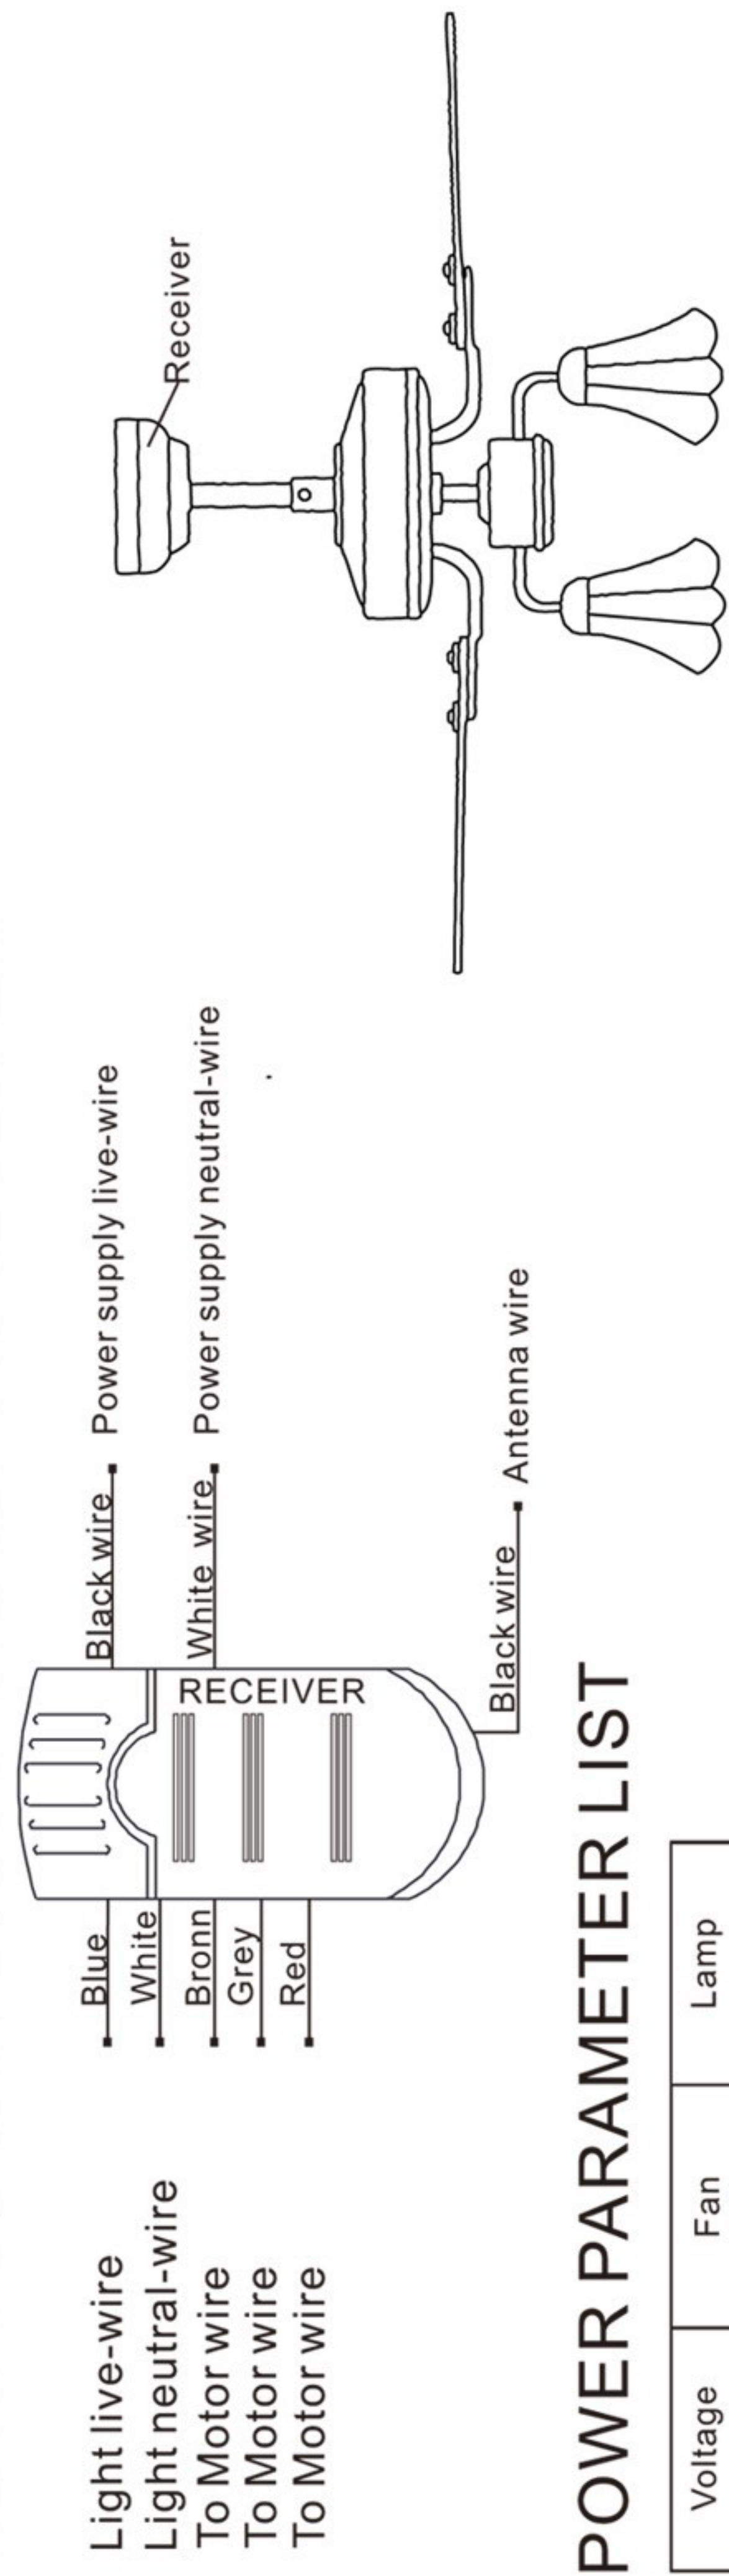 Light live-wire
Light neutral-wire
To Motor wire
To Motor wire
To Motor wire
Blue
White
Bronn
Grey
Red
RECEIVER
Black wire
Power supply live-wire
White wire
Power supply neutral-wire
Black wire
Antenna wire
Receiver
POWER PARAMETER LIST
Voltage
Fan
Lamp